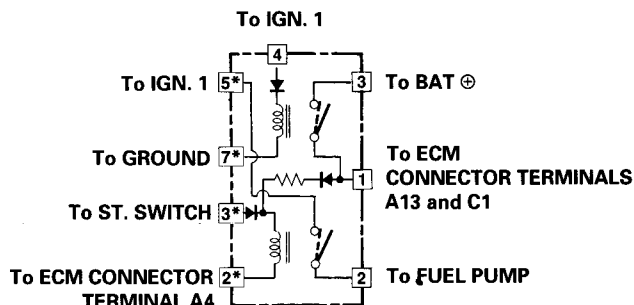 To IGN. 1
4
To IGN. 1 5* 3 To BAT ⊕
To GROUND 7*
To ECM
CONNECTOR TERMINALS
A13 and C1
1
To ST. SWITCH 3*
To ECM CONNECTOR
TERMINAL A4
2*
2 To FUEL PUMP